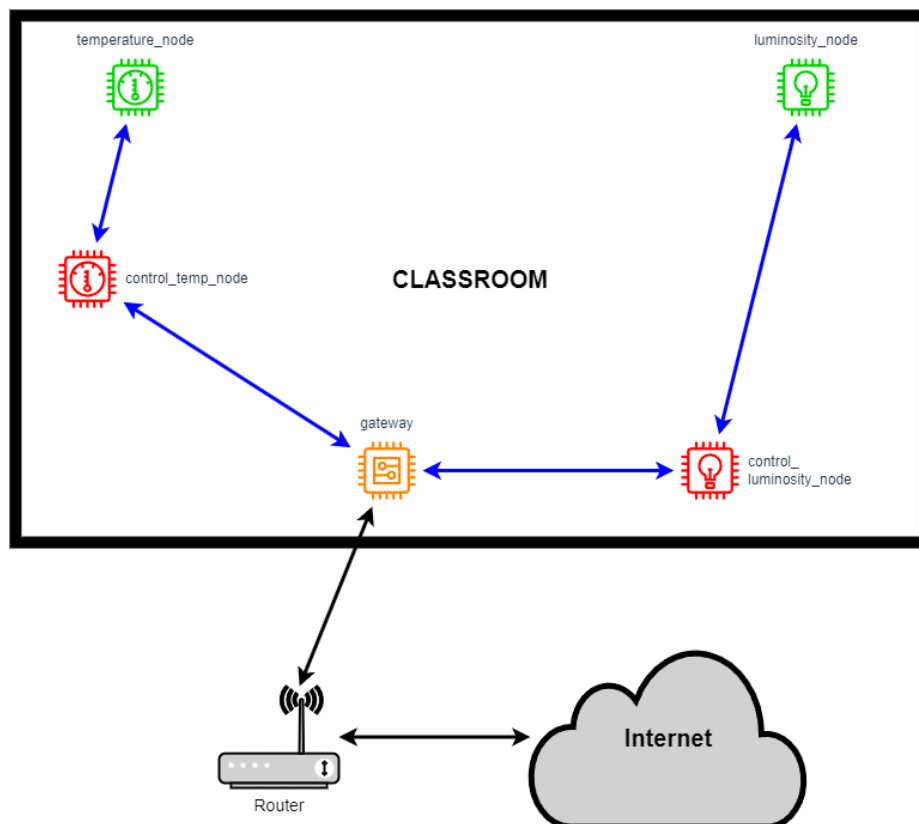 temperature_node
luminosity_node
control_temp_node
CLASSROOM
gateway
control_
luminosity_node
Internet
Router